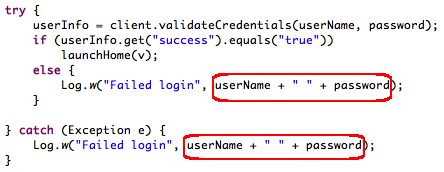 try {
    userInfo = client.validateCredentials(userName, password);
    if (userInfo.get("success").equals("true"))
        launchHome(v);
    else {
        Log.w("Failed login", userName + " " + password);
    }

} catch (Exception e) {
    Log.w("Failed login", userName + " " + password);
}